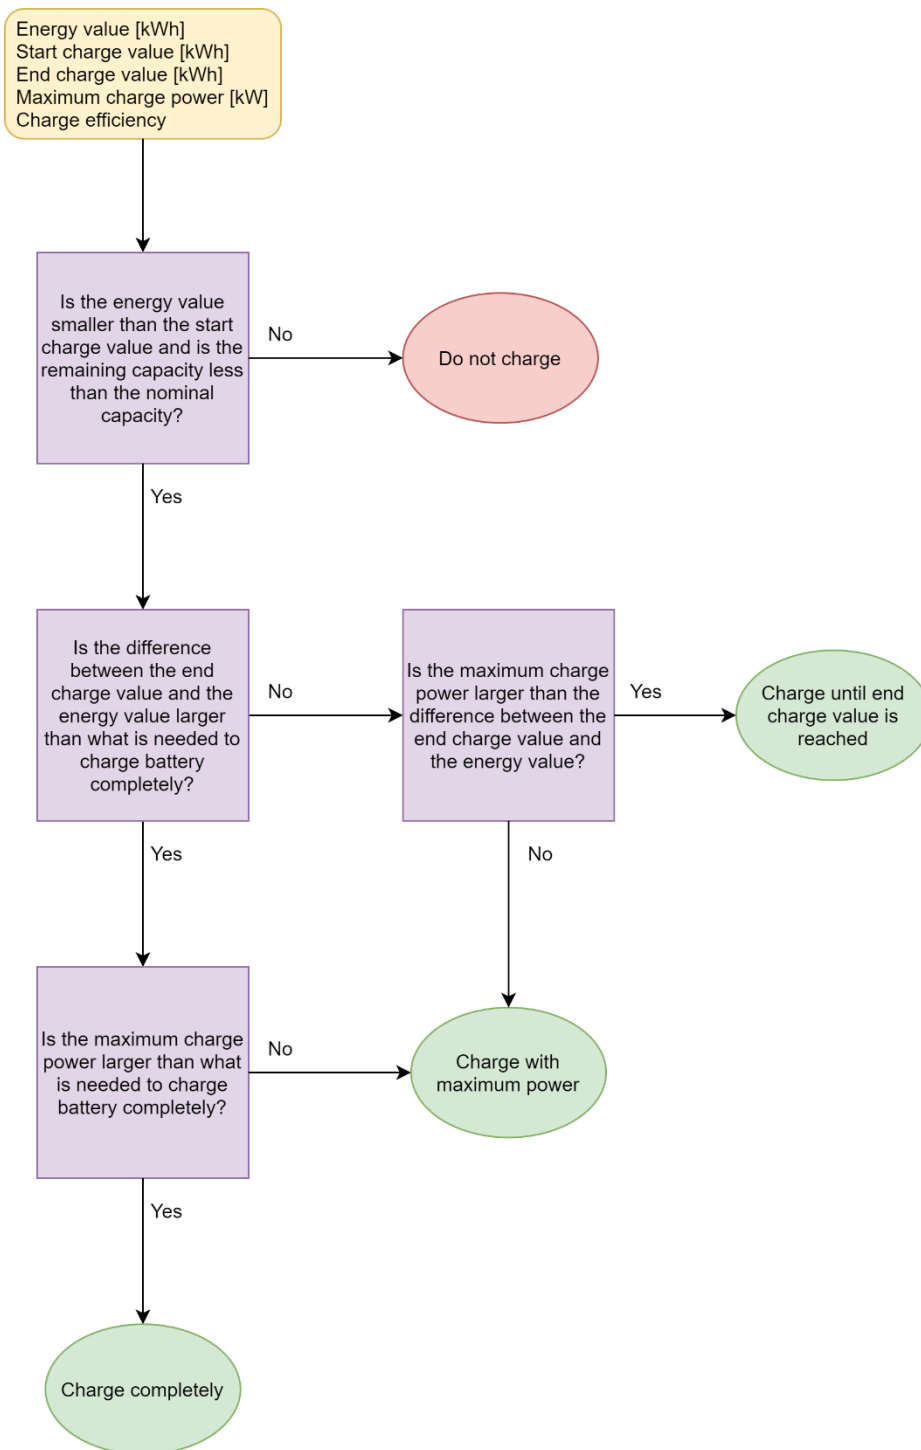 Energy value [kWh]
Start charge value [kWh]
End charge value [kWh]
Maximum charge power [kW]
Charge efficiency
Is the energy value
smaller than the start
charge value and is the
remaining capacity less
than the nominal
capacity?
No
Do not charge
Yes
Is the difference
between the end
charge value and the
energy value larger
than what is needed to
charge battery
completely?
No
Is the maximum charge
power larger than the
difference between the
end charge value and
the energy value?
Yes
Charge until end
charge value is
reached
Yes
No
Is the maximum charge
power larger than what
is needed to charge
battery completely?
No
Charge with
maximum power
Yes
Charge completely